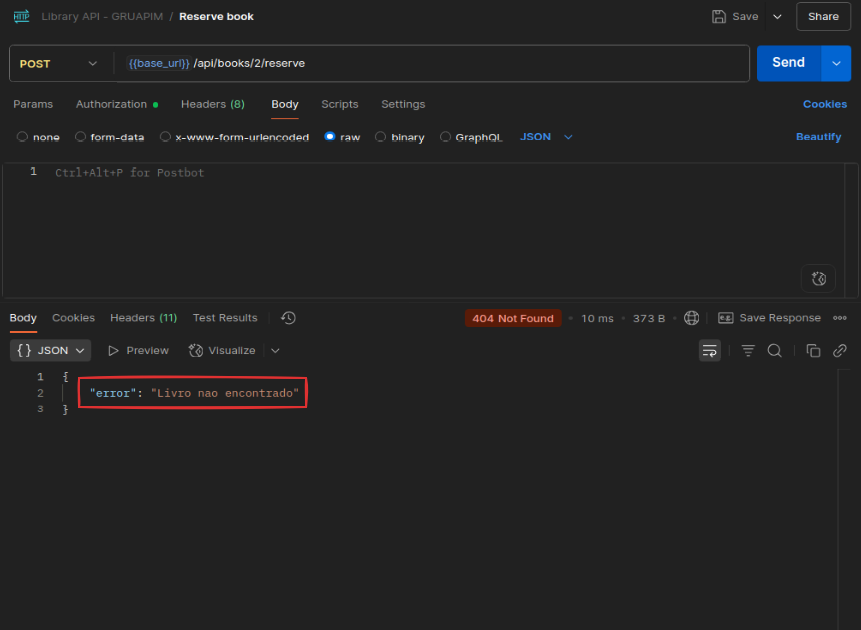 HTTP Library API - GRUAPIM / Reserve book Save Share
POST {{base_url}} /api/books/2/reserve Send
Params Authorization Headers (8) Body Scripts Settings Cookies
none form-data x-www-form-urlencoded raw binary GraphQL JSON Beautify
1 Ctrl+Alt+P for Postbot
Body Cookies Headers (11) Test Results 404 Not Found • 10 ms • 373 B • e.g. Save Response
{} JSON Preview Visualize
1 {
2 "error": "Livro nao encontrado"
3 }